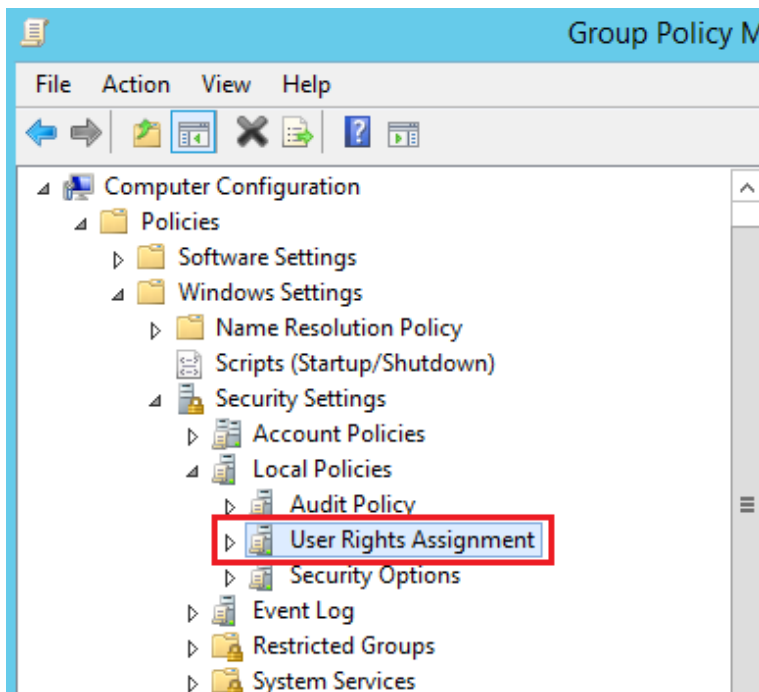 Group Policy M
File Action View Help
Computer Configuration
Policies
Software Settings
Windows Settings
Name Resolution Policy
Scripts (Startup/Shutdown)
Security Settings
Account Policies
Local Policies
Audit Policy
User Rights Assignment
Security Options
Event Log
Restricted Groups
System Services